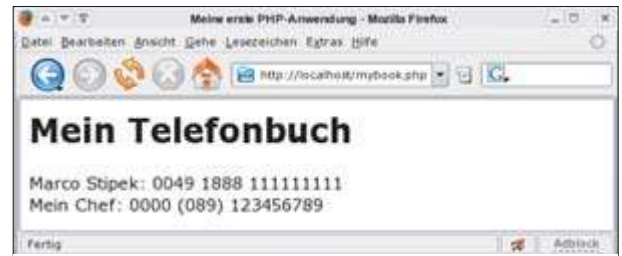 Meine erste PHP-Anwendung - Mozilla Firefox
Datei Bearbeiten Ansicht Gehe Lesezeichen Extras Hilfe
http://localhost/mybook.php G
Mein Telefonbuch
Marco Stipek: 0049 1888 111111111
Mein Chef: 0000 (089) 123456789
Fertig Adblock